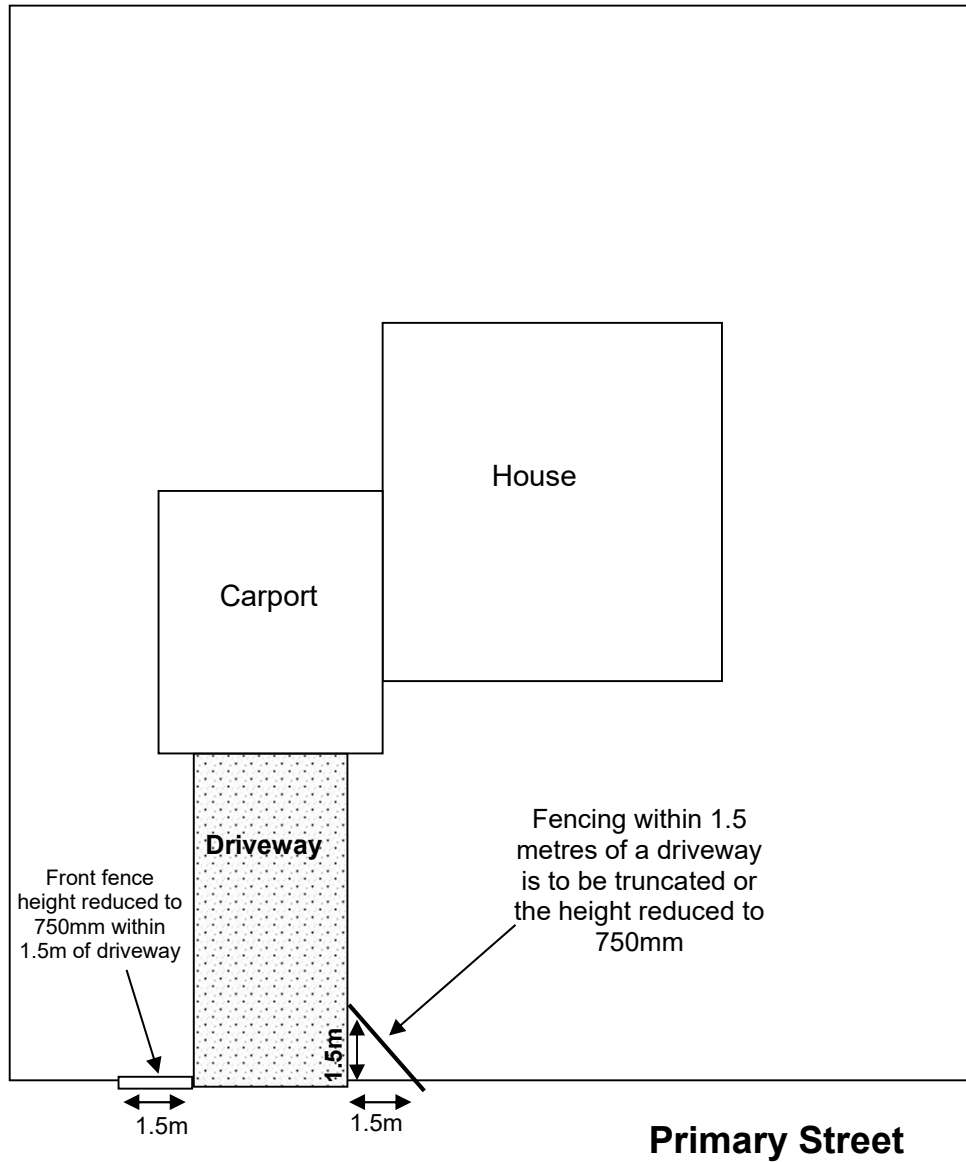 House
Carport
Driveway
Fencing within 1.5
metres of a driveway
is to be truncated or
the height reduced to
750mm
Front fence
height reduced to
750mm within
1.5m of driveway
1.5m
1.5m
1.5m
Primary Street